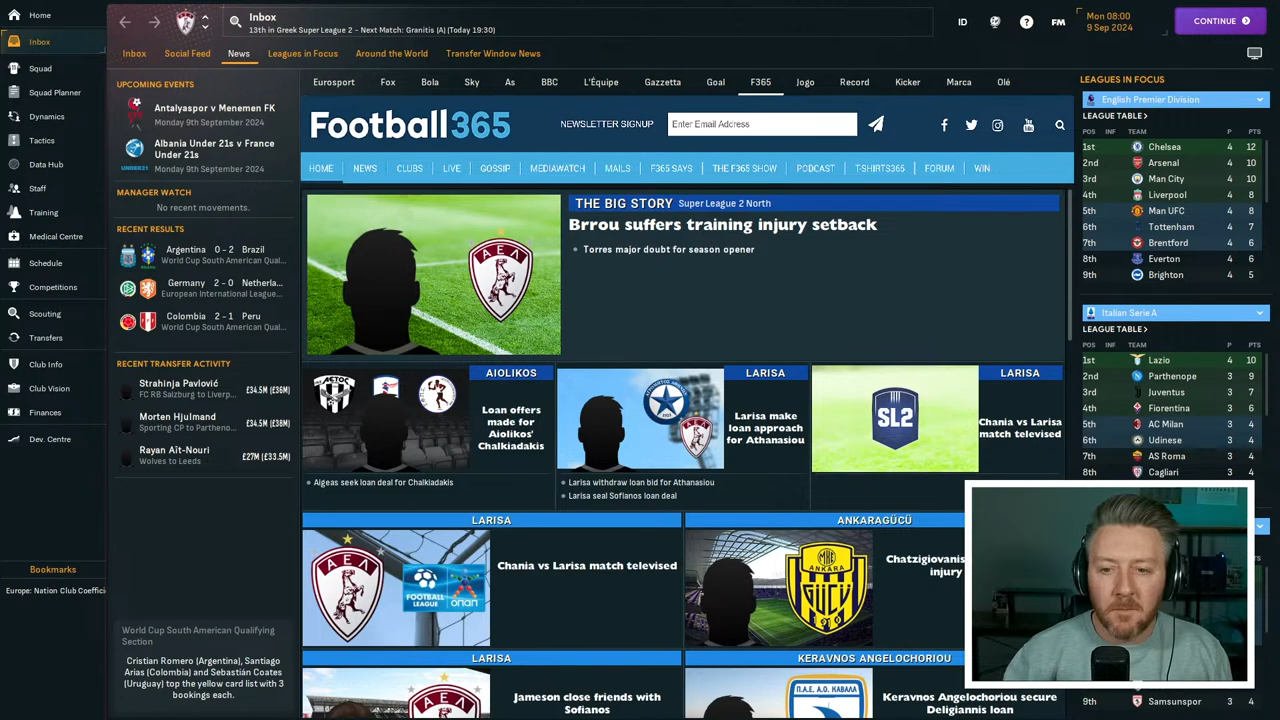 Home
Inbox
Squad
Squad Planner
Dynamics
Tactics
Data Hub
Staff
Training
Medical Centre
Schedule
Competitions
Scouting
Transfers
Club Info
Club Vision
Finances
Dev. Centre
Bookmarks
Europe: Nation Club Coeffici
Inbox
13th in Greek Super League 2 - Next Match: Granitis (A) (Today 19:30)
ID
FM
Mon 08:00
9 Sep 2024
CONTINUE
Inbox
Social Feed
News
Leagues in Focus
Around the World
Transfer Window News
UPCOMING EVENTS
Antalyaspor v Menemen FK
Monday 9th September 2024
Albania Under 21s v France
Under 21s
Monday 9th September 2024
UNDER21
MANAGER WATCH
No recent movements.
RECENT RESULTS
Argentina 0 - 2 Brazil
World Cup South American Qual...
Germany 2 - 0 Netherla...
European International League...
Colombia 2 - 1 Peru
World Cup South American Qual...
RECENT TRANSFER ACTIVITY
Strahinja Pavlović
FC RB Salzburg to Liverp...
£34.5M (£36M)
Morten Hjulmand
Sporting CP to Partheno...
£34.5M (£38M)
Rayan Aït-Nouri
Wolves to Leeds
£27M (£33.5M)
World Cup South American Qualifying
Section
Cristian Romero (Argentina), Santiago
Arias (Colombia) and Sebastián Coates
(Uruguay) top the yellow card list with 3
bookings each.
Eurosport Fox Bola Sky As BBC L'Équipe Gazzetta Goal F365 Jogo Record Kicker Marca Olé
Football365
NEWSLETTER SIGNUP
Enter Email Address
HOME NEWS CLUBS LIVE GOSSIP MEDIAWATCH MAILS F365 SAYS THE F365 SHOW PODCAST T-SHIRTS365 FORUM WIN
THE BIG STORY Super League 2 North
Brrou suffers training injury setback
Torres major doubt for season opener
ΑΕΛ
AIOLIKOS
Loan offers
made for
Aiolikos'
Chalkiadakis
Algeas seek loan deal for Chalkiadakis
LARISA
Larisa make
loan approach
for Athanasiou
Larisa withdraw loan bid for Athanasiou
Larisa seal Sofianos loan deal
LARISA
SL2
Chania vs Larisa
match televised
LARISA
ΑΕΛ
FOOTBALL
LEAGUE
Chania vs Larisa match televised
ANKARAGÜCÜ
MKE
ANKARA
GÜCÜ
1910
Chatzigiovanis
injury
LARISA
Jameson close friends with
Sofianos
KERAVNOS ANGELOCHORIOU
Π.Α.Ε. Α.Ο. ΚΑΒΑΛΑ
Keravnos Angelochoriou secure
Deligiannis loan
LEAGUES IN FOCUS
English Premier Division
LEAGUE TABLE >
POS INF TEAM P PTS
1st Chelsea 4 12
2nd Arsenal 4 10
3rd Man City 4 10
4th Liverpool 4 8
5th Man UFC 4 8
6th Tottenham 4 7
7th Brentford 4 6
8th Everton 4 6
9th Brighton 4 5
Italian Serie A
LEAGUE TABLE >
POS INF TEAM P PTS
1st Lazio 4 10
2nd Parthenope 3 9
3rd Juventus 3 7
4th Fiorentina 3 6
5th AC Milan 3 4
6th Udinese 3 4
7th AS Roma 3 4
8th Cagliari 3 4
9th Samsunspor 3 4